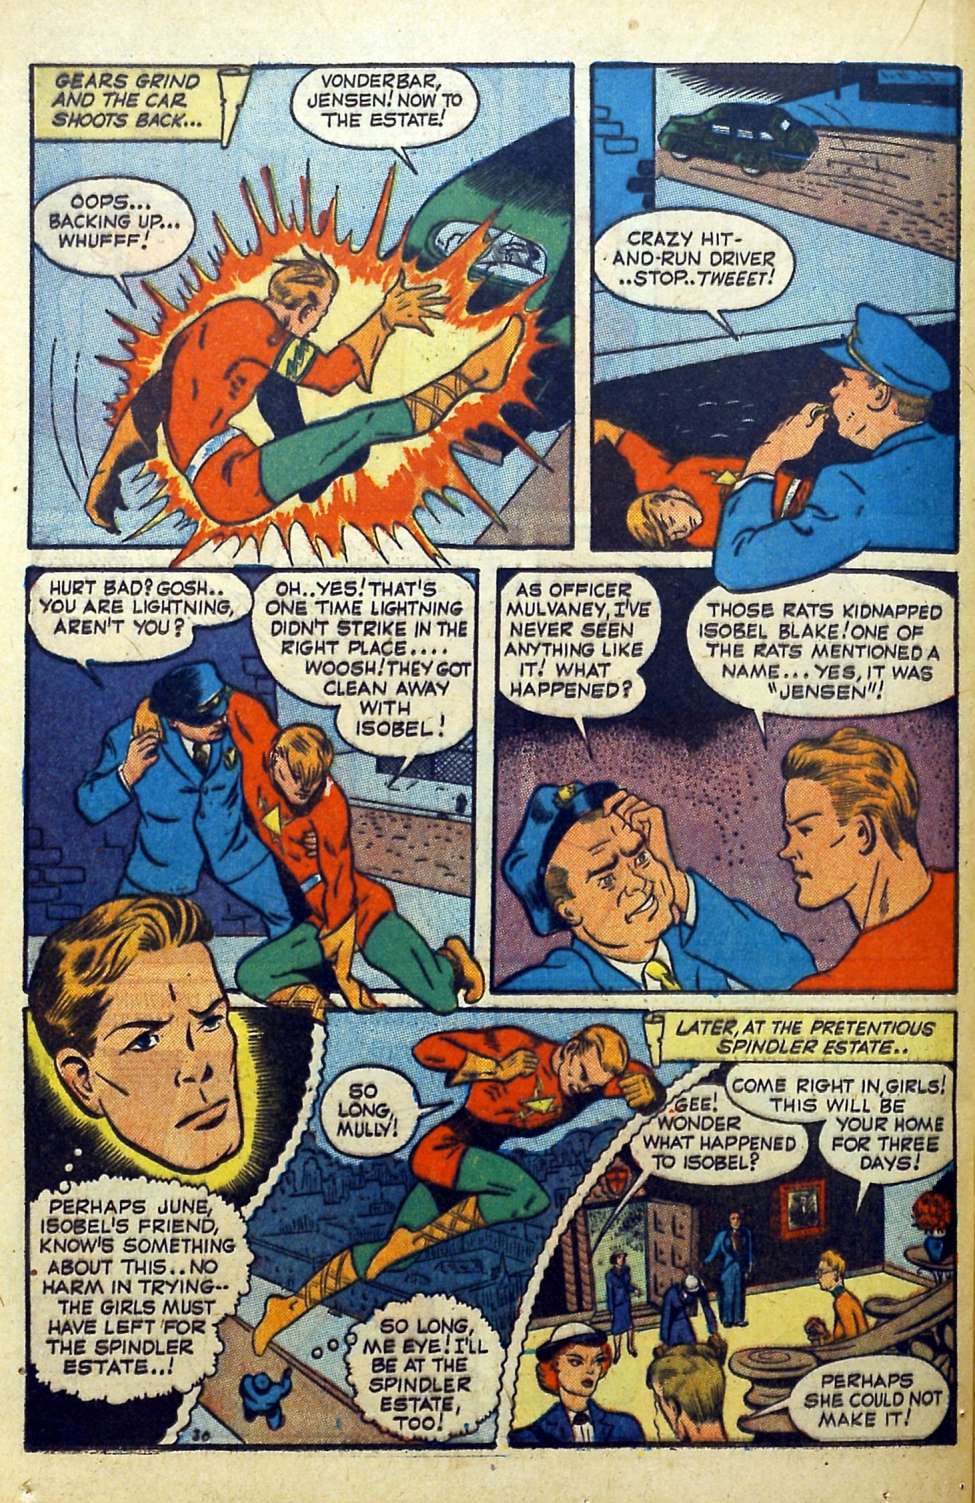 GEARS GRIND
AND THE CAR
SHOOTS BACK...
VONDERBAR,
JENSEN! NOW TO
THE ESTATE!
OOPS...
BACKING UP...
WHUFFF!
CRAZY HIT-
AND-RUN DRIVER
..STOP..TWEEET!
HURT BAD? GOSH..
YOU ARE LIGHTNING,
AREN'T YOU?
OH..YES! THAT'S
ONE TIME LIGHTNING
DIDN'T STRIKE IN THE
RIGHT PLACE....
WOOSH! THEY GOT
CLEAN AWAY
WITH
ISOBEL!
AS OFFICER
MULVANEY, I'VE
NEVER SEEN
ANYTHING LIKE
IT! WHAT
HAPPENED?
THOSE RATS KIDNAPPED
ISOBEL BLAKE! ONE OF
THE RATS MENTIONED A
NAME... YES, IT WAS
"JENSEN"!
PERHAPS JUNE,
ISOBEL'S FRIEND,
KNOW'S SOMETHING
ABOUT THIS..NO
HARM IN TRYING--
THE GIRLS MUST
HAVE LEFT FOR
THE SPINDLER
ESTATE..!
SO
LONG,
MULLY!
SO LONG,
ME EYE! I'LL
BE AT THE
SPINDLER
ESTATE,
TOO!
30
LATER, AT THE PRETENTIOUS
SPINDLER ESTATE..
GEE!
WONDER
WHAT HAPPENED
TO ISOBEL?
COME RIGHT IN, GIRLS!
THIS WILL BE
YOUR HOME
FOR THREE
DAYS!
PERHAPS
SHE COULD NOT
MAKE IT!